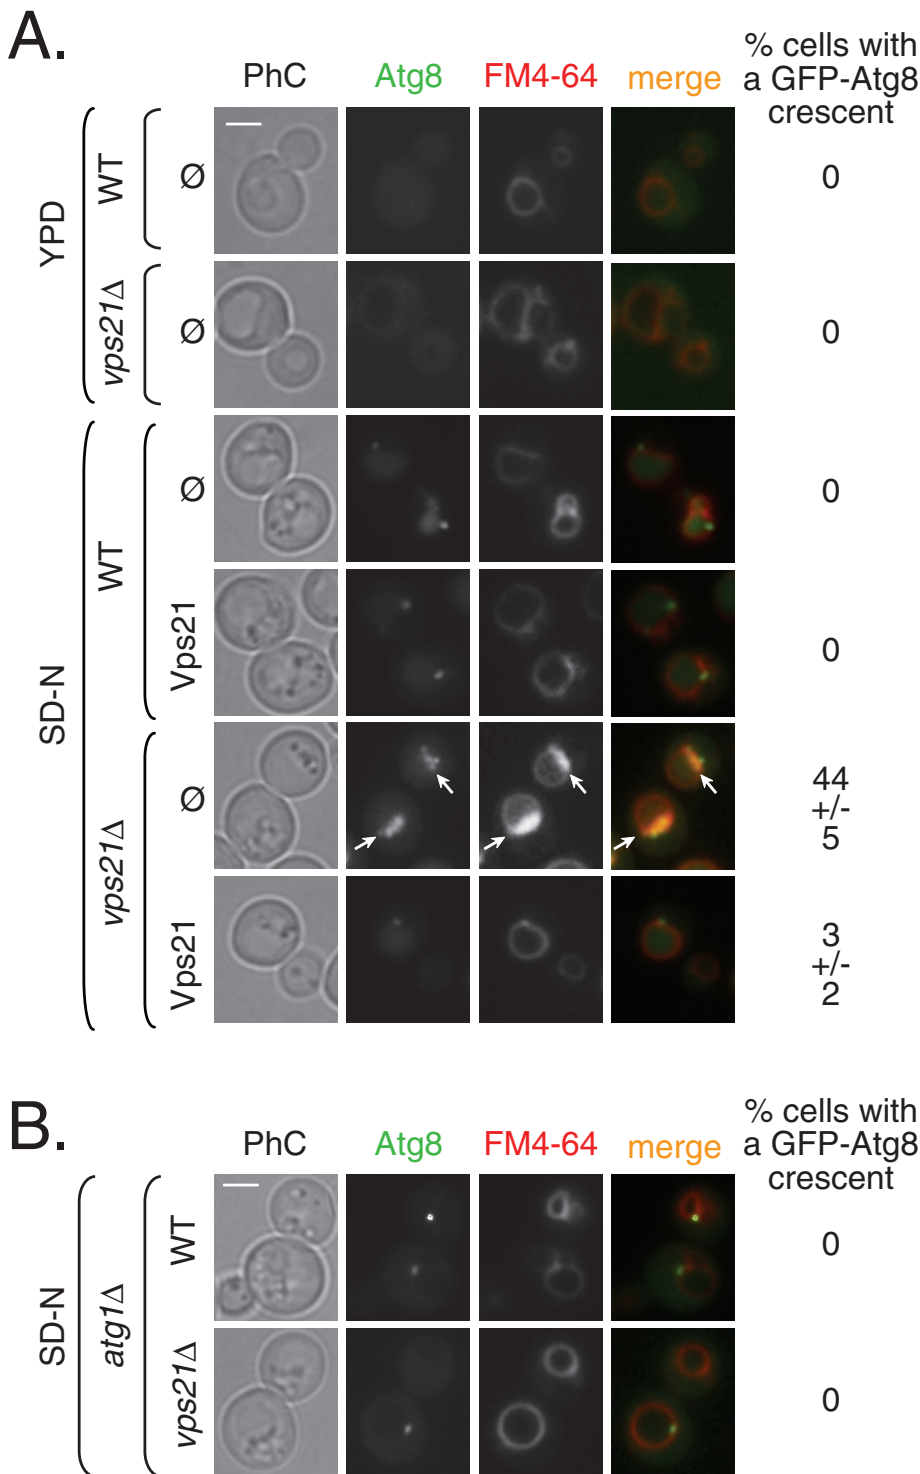 A.
PhC
Atg8
FM4-64
merge
% cells with
a GFP-Atg8
crescent
YPD
WT
Ø
0
vps21Δ
Ø
0
SD-N
WT
Ø
0
Vps21
0
vps21Δ
Ø
44
+/-
5
Vps21
3
+/-
2
B.
PhC
Atg8
FM4-64
merge
% cells with
a GFP-Atg8
crescent
SD-N
atg1Δ
WT
0
vps21Δ
0